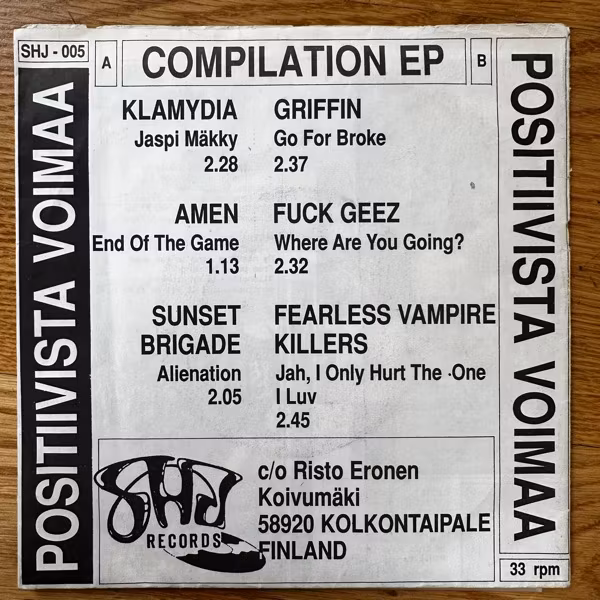 SHJ - 005
POSITIIVISTA VOIMAA
A
COMPILATION EP
B
KLAMYDIA
Jaspi Mäkky
2.28
AMEN
End Of The Game
1.13
SUNSET
BRIGADE
Alienation
2.05
GRIFFIN
Go For Broke
2.37
FUCK GEEZ
Where Are You Going?
2.32
FEARLESS VAMPIRE
KILLERS
Jah, I Only Hurt The ·One
I Luv
2.45
SHJ
RECORDS
c/o Risto Eronen
Koivumäki
58920 KOLKONTAIPALE
FINLAND
POSITIIVISTA VOIMAA
33 rpm